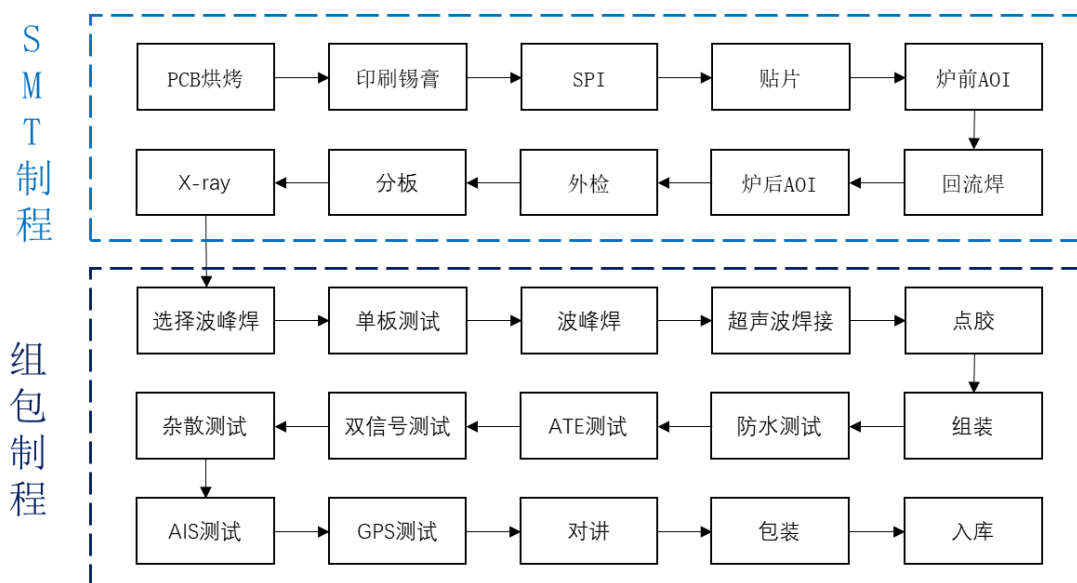 SMT制程
PCB烘烤
印刷锡膏
SPI
贴片
炉前AOI
X-ray
分板
外检
炉后AOI
回流焊
组包制程
选择波峰焊
单板测试
波峰焊
超声波焊接
点胶
杂散测试
双信号测试
ATE测试
防水测试
组装
AIS测试
GPS测试
对讲
包装
入库